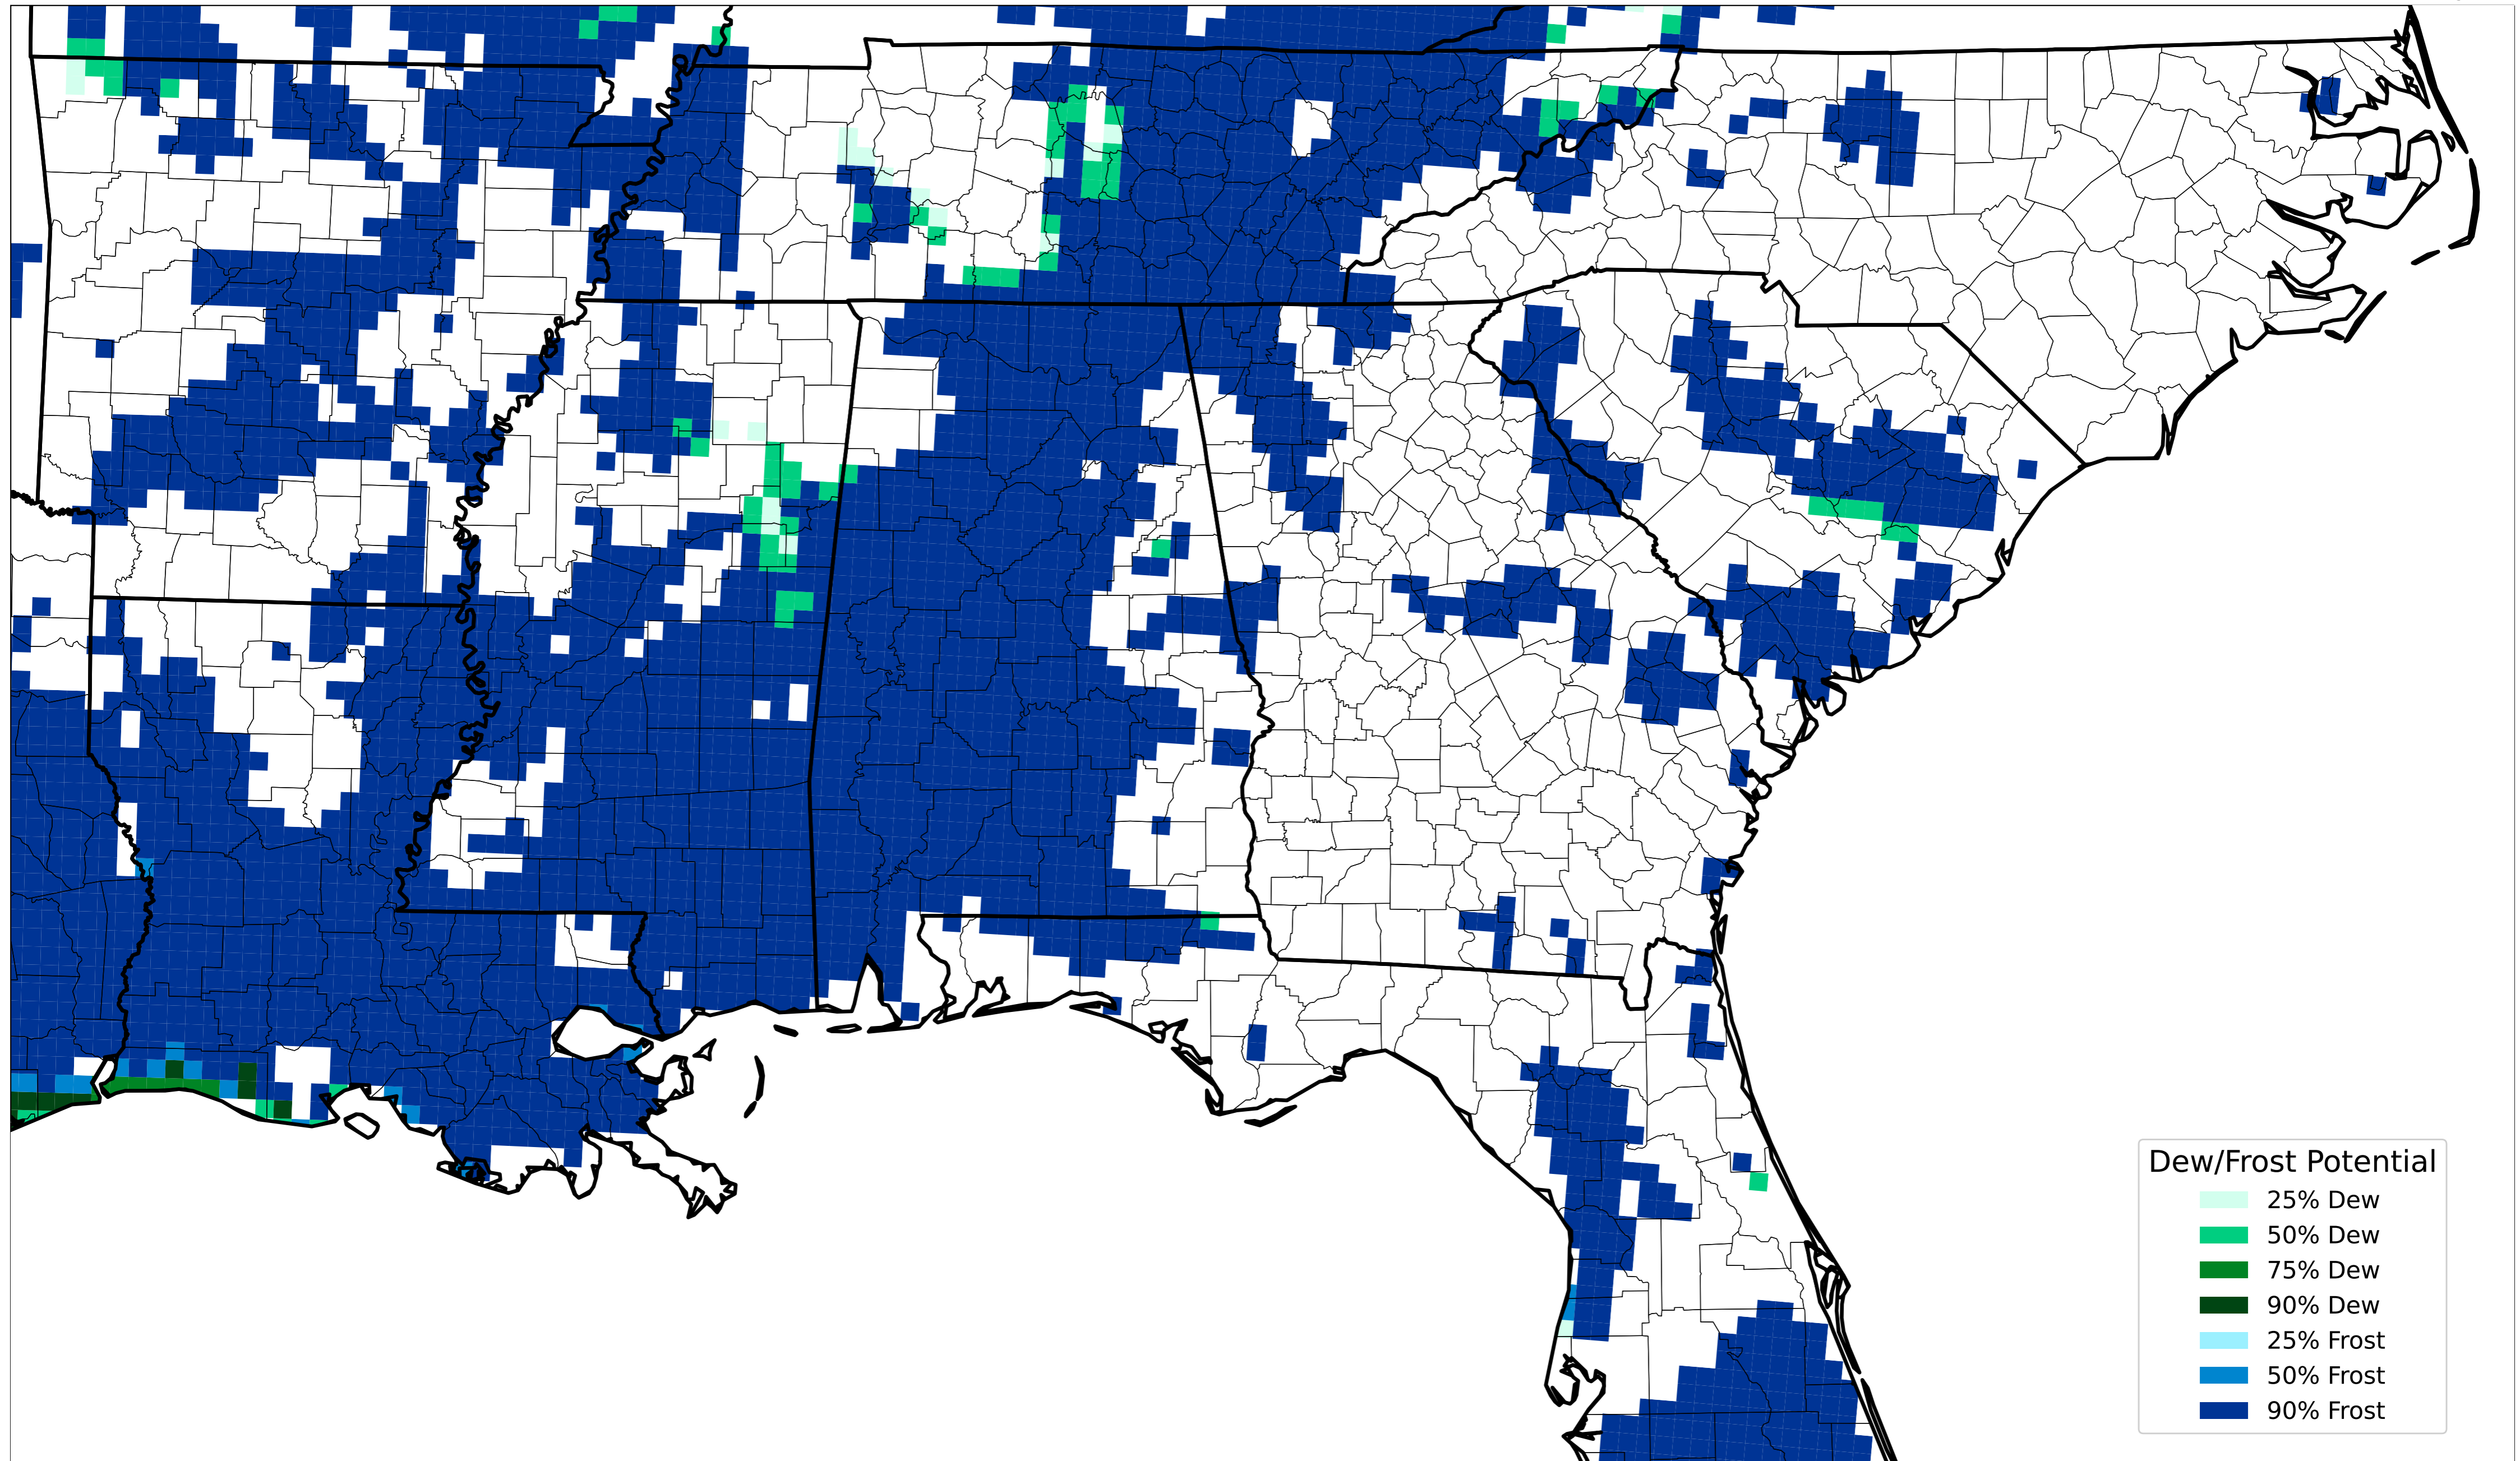 Dew/Frost Potential
25% Dew
50% Dew
75% Dew
90% Dew
25% Frost
50% Frost
90% Frost